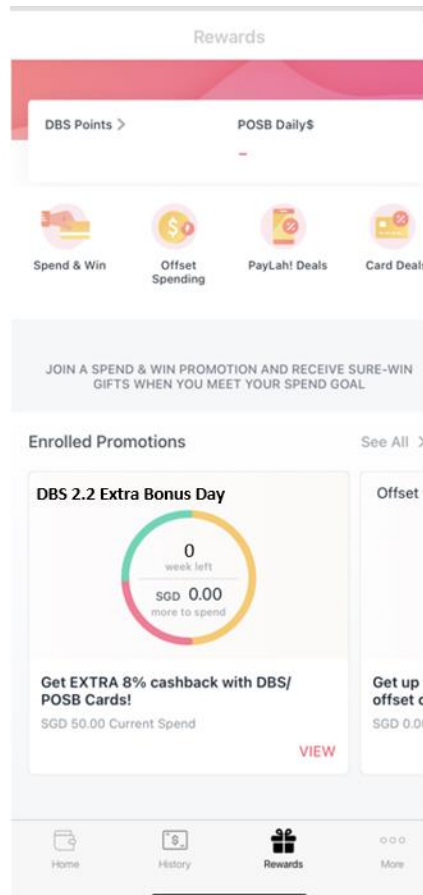 Rewards
DBS Points >
POSB Daily$
-
Spend & Win
Offset
Spending
PayLah! Deals
Card Deals
JOIN A SPEND & WIN PROMOTION AND RECEIVE SURE-WIN
GIFTS WHEN YOU MEET YOUR SPEND GOAL
Enrolled Promotions
See All >
DBS 2.2 Extra Bonus Day
0
week left
SGD 0.00
more to spend
Get EXTRA 8% cashback with DBS/
POSB Cards!
SGD 50.00 Current Spend
VIEW
Offset
Get up
offset
SGD 0.0
Home
History
Rewards
More